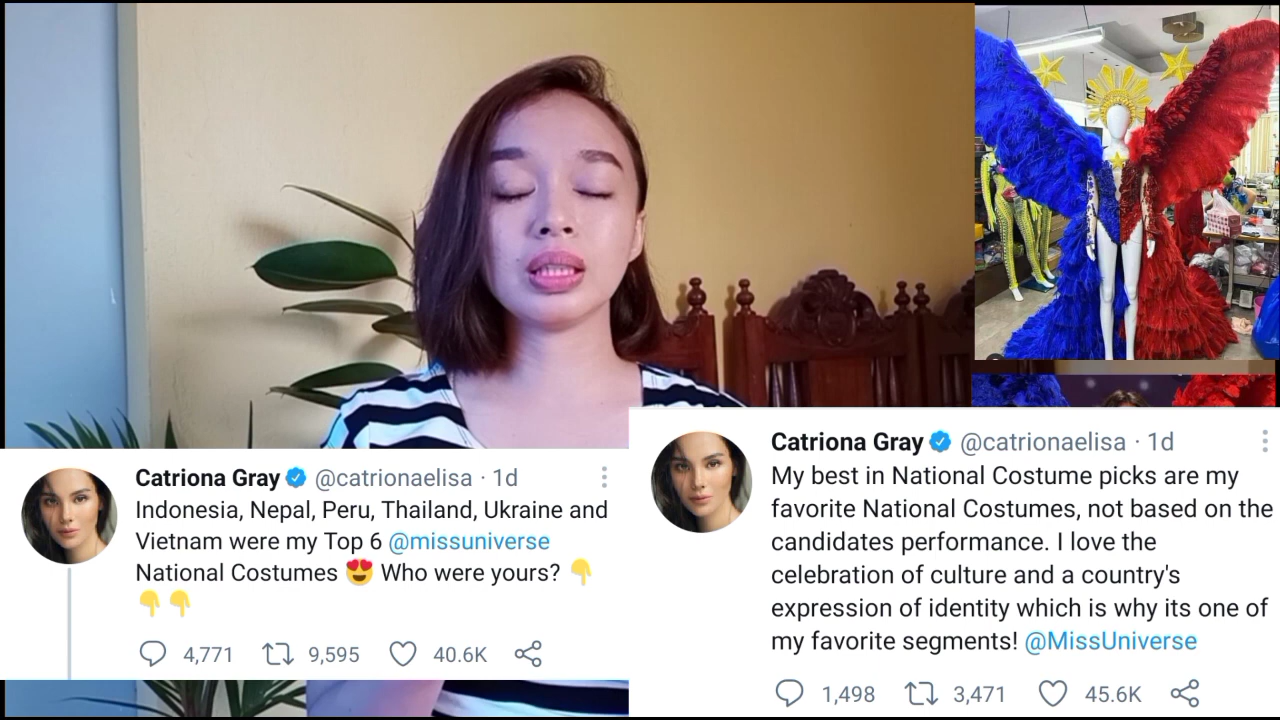 Catriona Gray @catrionaelisa · 1d
Indonesia, Nepal, Peru, Thailand, Ukraine and
Vietnam were my Top 6 @missuniverse
National Costumes 😍 Who were yours? 👇
👇👇
4,771 9,595 40.6K
Catriona Gray @catrionaelisa · 1d
My best in National Costume picks are my
favorite National Costumes, not based on the
candidates performance. I love the
celebration of culture and a country's
expression of identity which is why its one of
my favorite segments! @MissUniverse
1,498 3,471 45.6K